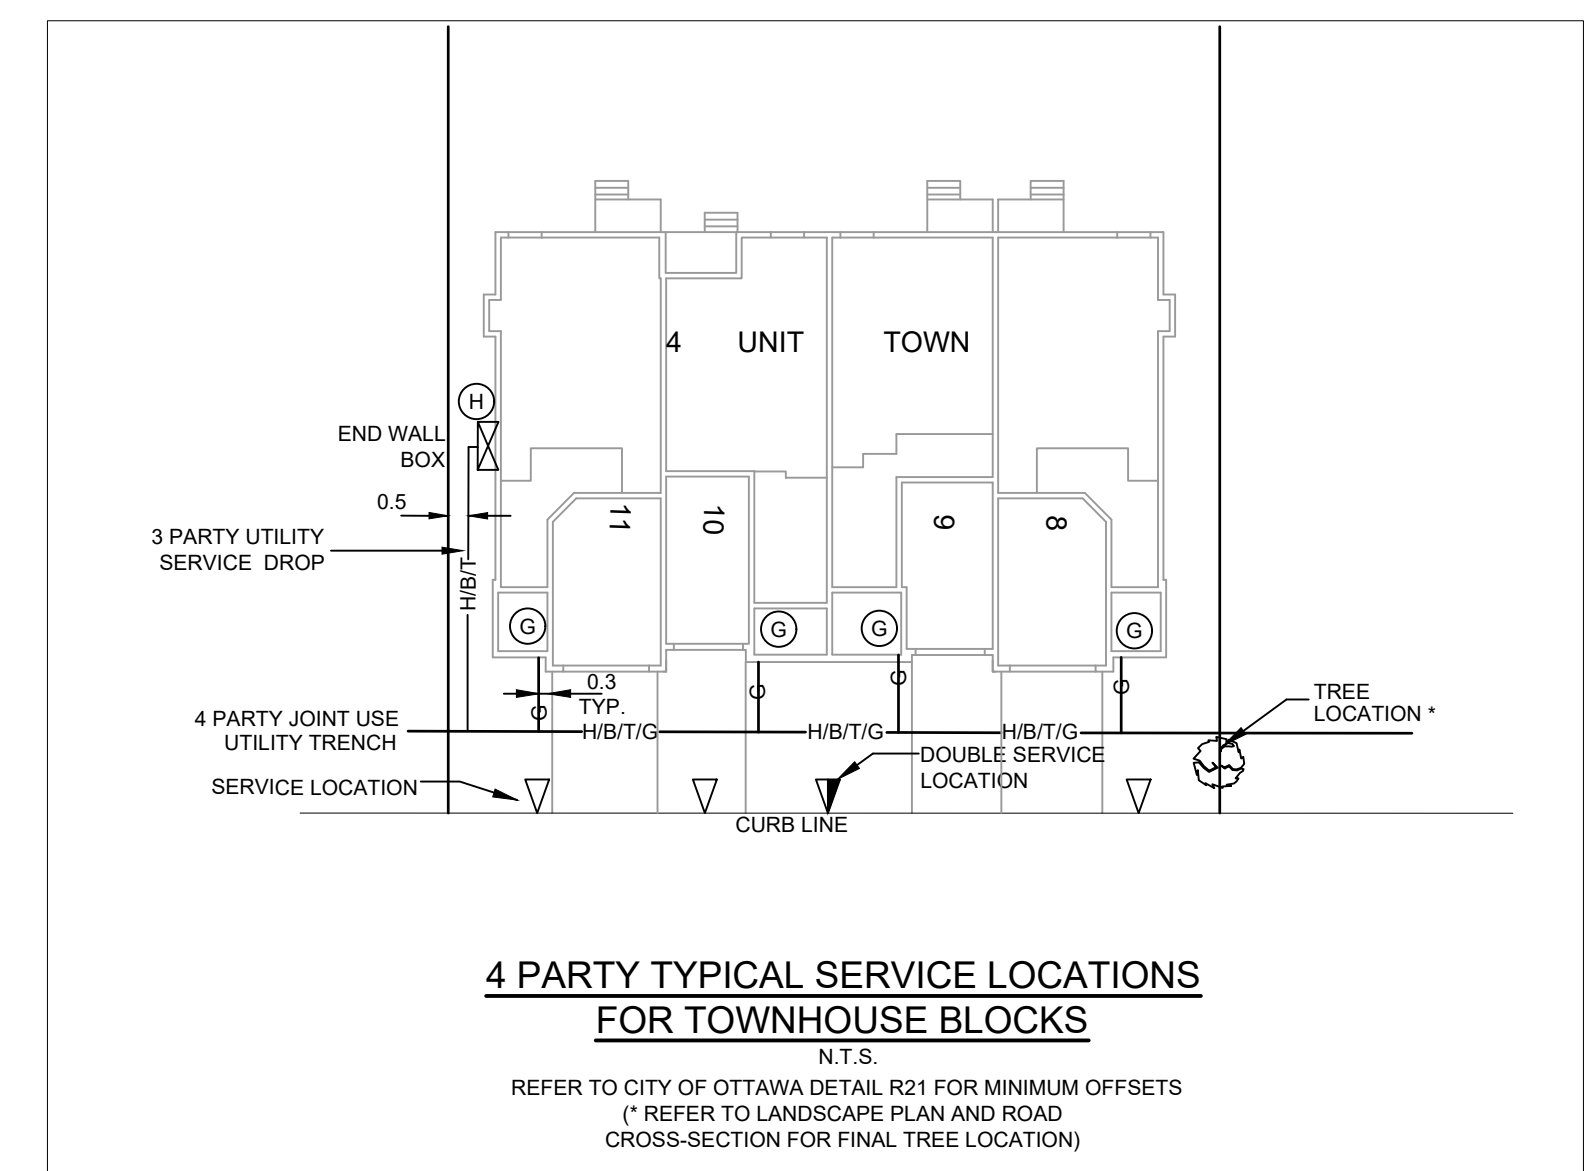 4 UNIT TOWN
H
END WALL
BOX
0.5
3 PARTY UTILITY
SERVICE DROP
H/B/T
11
10
9
8
G
G
G
G
0.3
TYP.
G
G
G
G
4 PARTY JOINT USE
UTILITY TRENCH
H/B/T/G
H/B/T/G
H/B/T/G
TREE
LOCATION *
SERVICE LOCATION
DOUBLE SERVICE
LOCATION
CURB LINE
4 PARTY TYPICAL SERVICE LOCATIONS
FOR TOWNHOUSE BLOCKS
N.T.S.
REFER TO CITY OF OTTAWA DETAIL R21 FOR MINIMUM OFFSETS
(* REFER TO LANDSCAPE PLAN AND ROAD
CROSS-SECTION FOR FINAL TREE LOCATION)